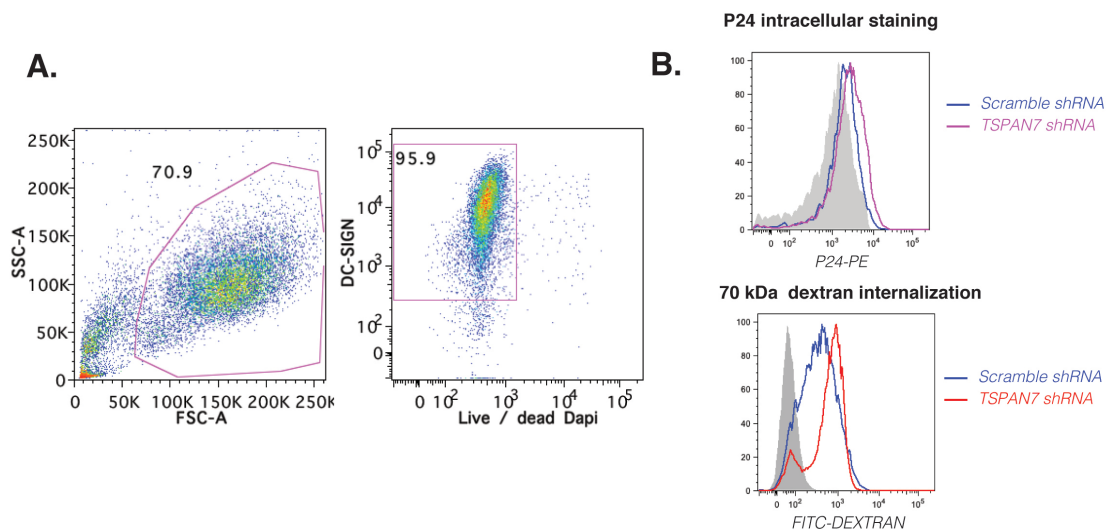 A.
250K
200K
150K
100K
50K
0
SSC-A
70.9
0 50K 100K 150K 200K 250K
FSC-A
10^5
10^4
10^3
10^2
0
DC-SIGN
95.9
0 10^2 10^3 10^4 10^5
Live / dead Dapi
B.
P24 intracellular staining
100
80
60
40
20
0
0 10^2 10^3 10^4 10^5
P24-PE
Scramble shRNA
TSPAN7 shRNA
70 kDa dextran internalization
100
80
60
40
20
0
0 10^2 10^3 10^4 10^5
FITC-DEXTRAN
Scramble shRNA
TSPAN7 shRNA